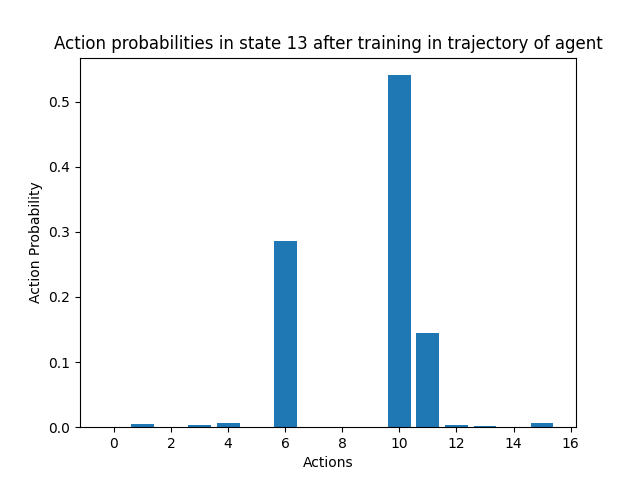 Action probabilities in state 13 after training in trajectory of agent
0.5
0.4
0.3
0.2
0.1
0.0
Action Probability
0 2 4 6 8 10 12 14 16
Actions